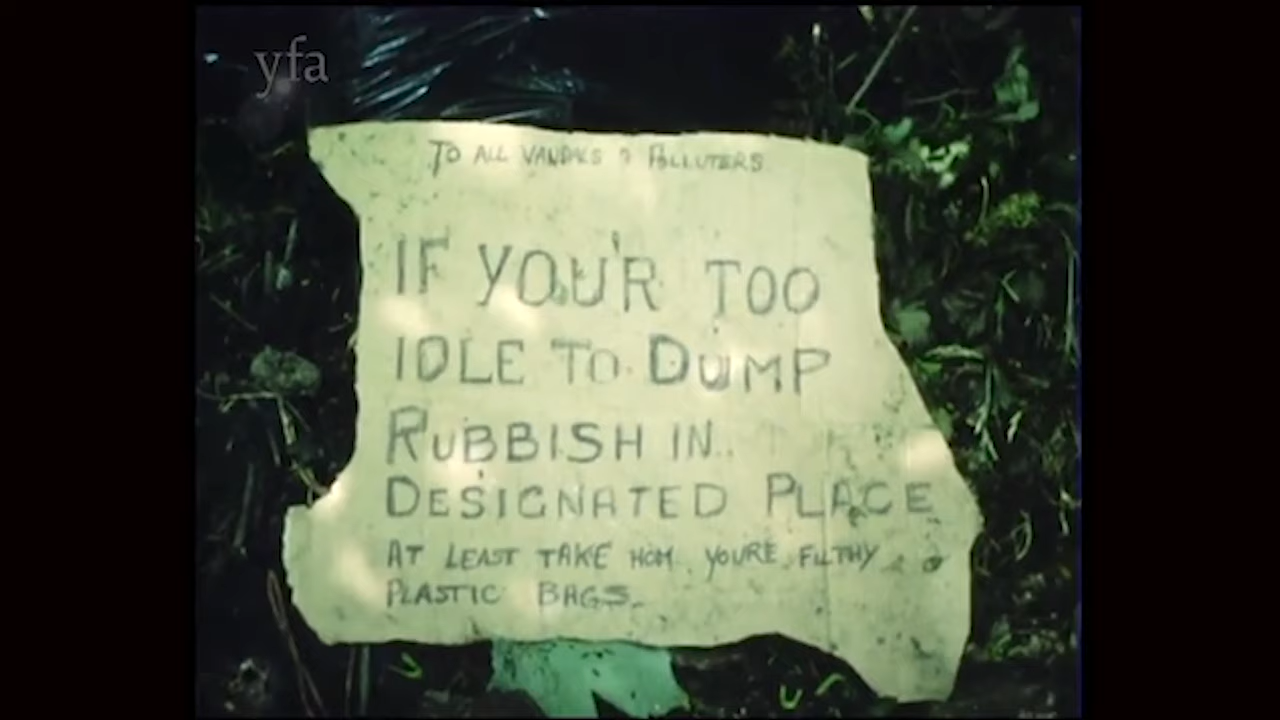 yfa
TO ALL VANDALS & POLLUTERS
IF YOU'R TOO
IDLE TO DUMP
RUBBISH IN
DESIGNATED PLACE
AT LEAST TAKE HOM YOURE FILTHY
PLASTIC BAGS.